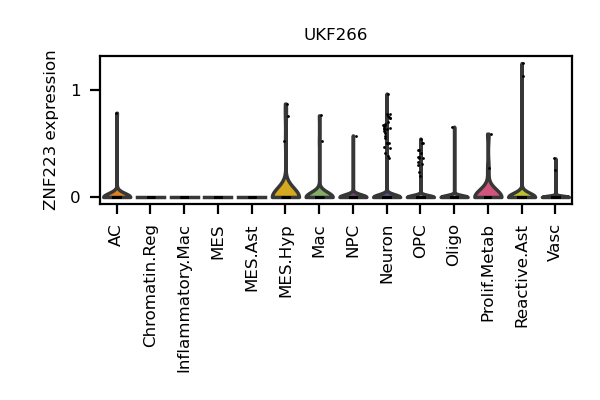 UKF266
ZNF223 expression
1
0
AC
Chromatin.Reg
Inflammatory.Mac
MES
MES.Ast
MES.Hyp
Mac
NPC
Neuron
OPC
Oligo
Prolif.Metab
Reactive.Ast
Vasc